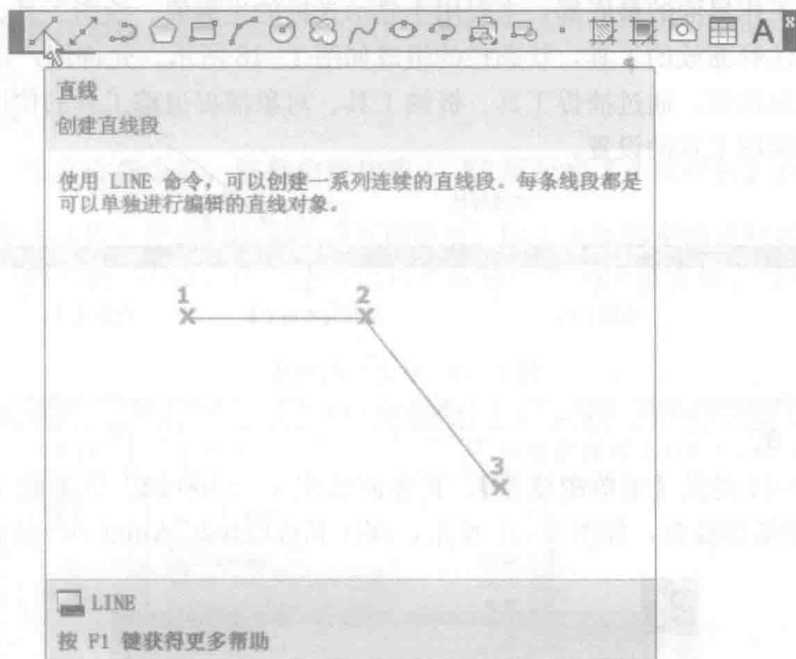 A
直线
创建直线段
使用 LINE 命令，可以创建一系列连续的直线段。每条线段都是
可以单独进行编辑的直线对象。
1
2
3
LINE
按 F1 键获得更多帮助